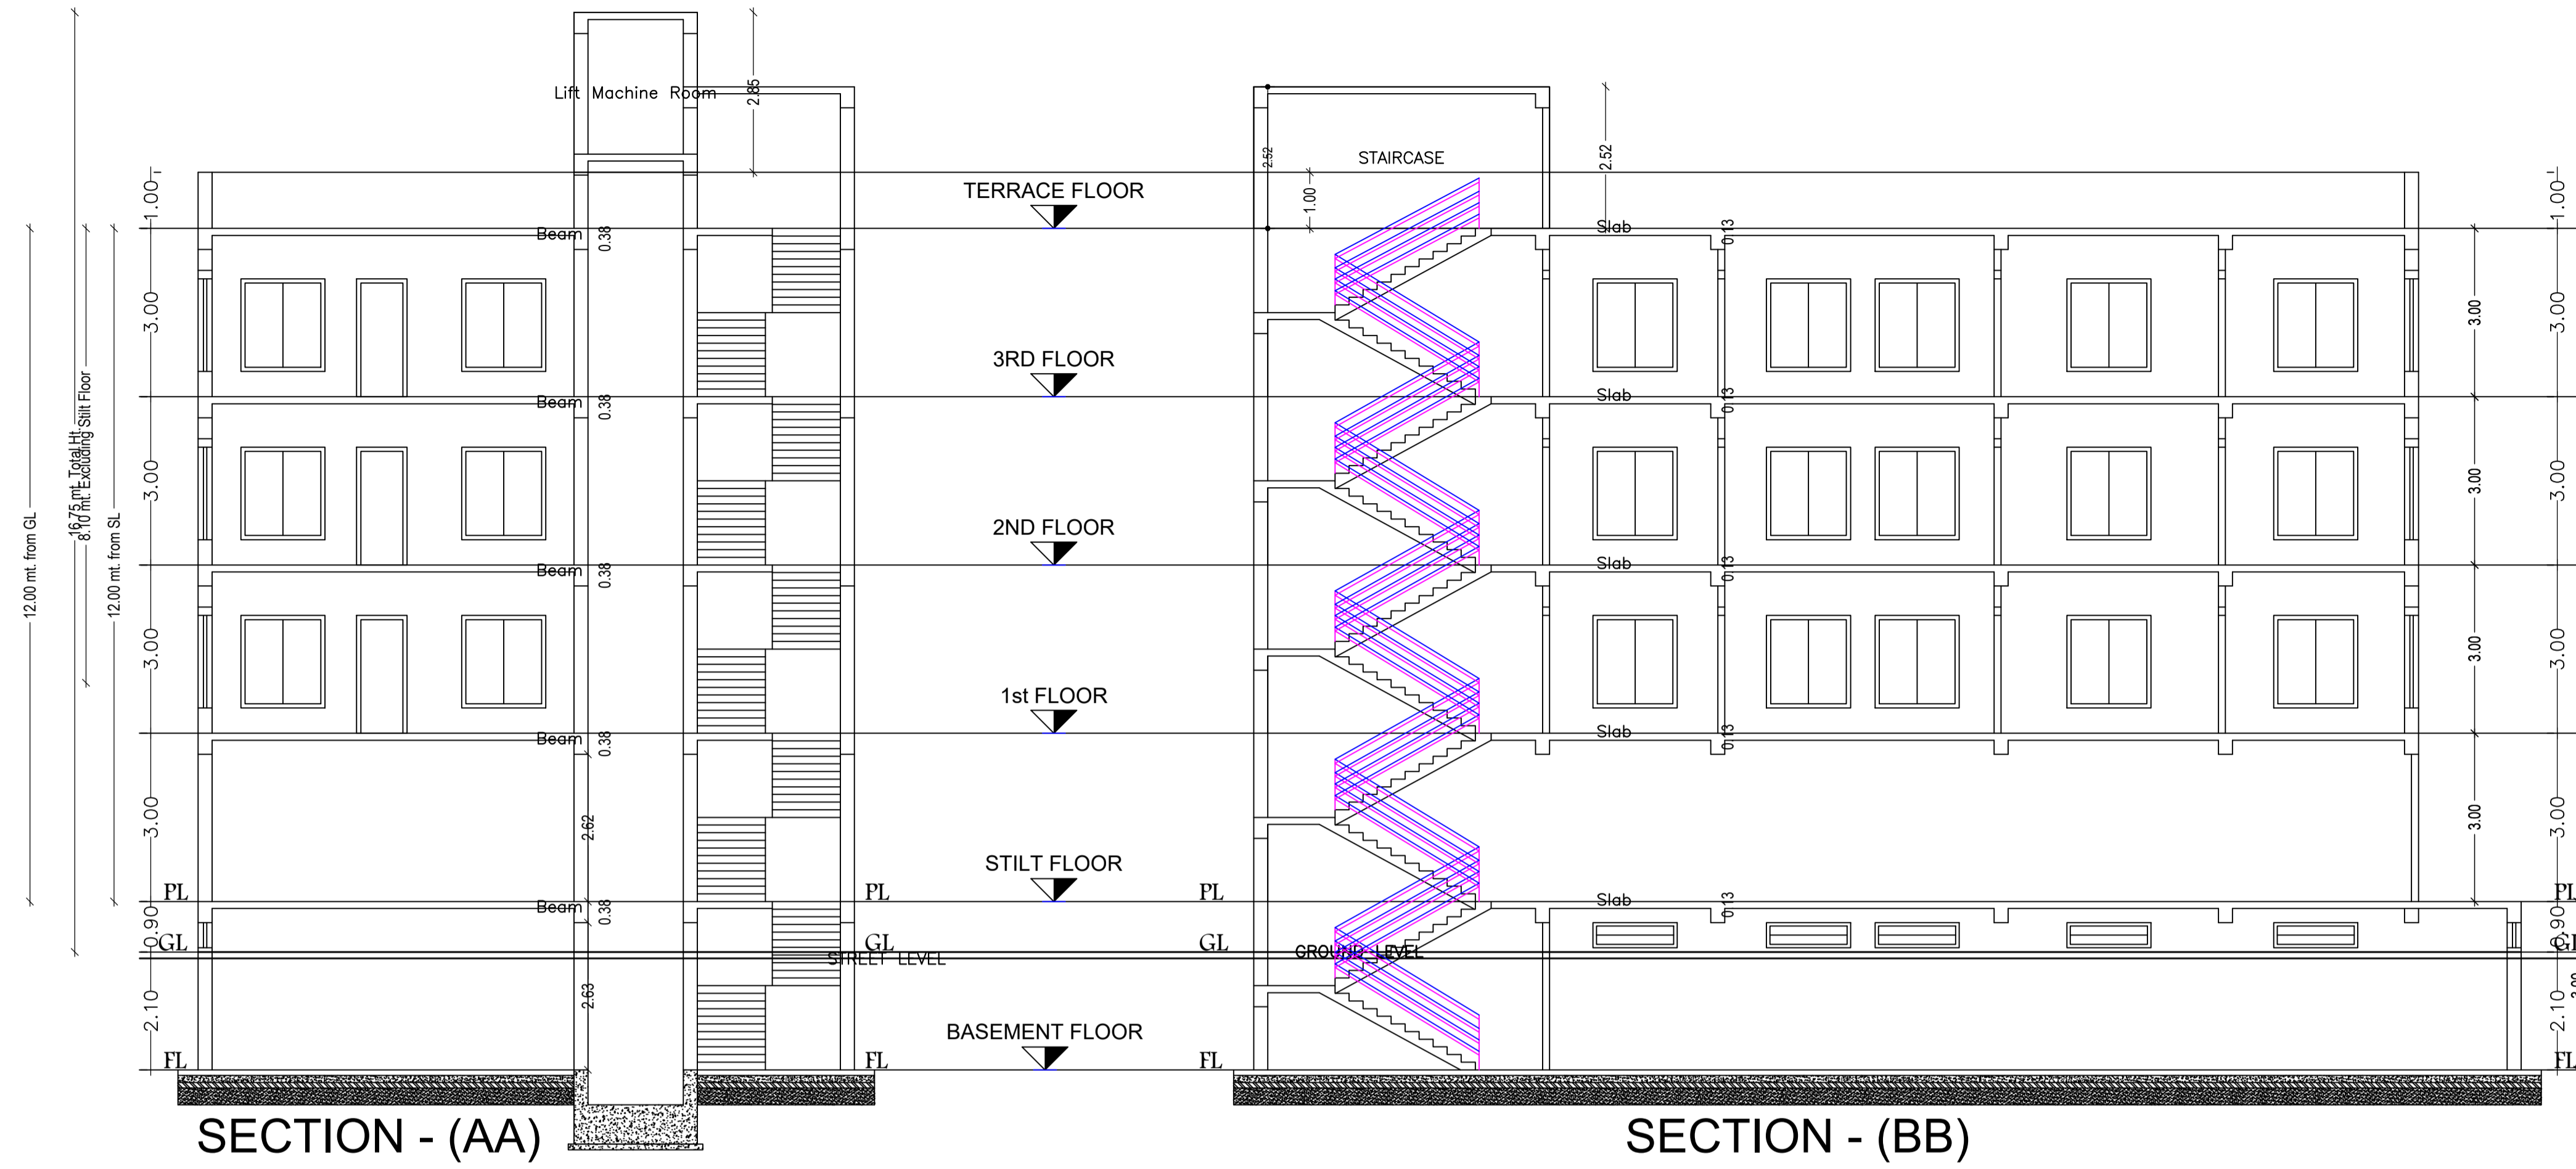 Lift Machine Room
2.85
2.52
STAIRCASE
2.52
1.00
1.00
1.00
TERRACE FLOOR
Beam
0.38
Slab
0.13
3.00
3.00
3.00
3RD FLOOR
Beam
0.38
Slab
0.13
16.75 mt. Total Ht.
8.10 mt. Excluding Stilt Floor
3.00
3.00
3.00
12.00 mt. from GL
12.00 mt. from SL
2ND FLOOR
Beam
0.38
Slab
0.13
3.00
3.00
3.00
1st FLOOR
Beam
0.38
Slab
0.13
3.00
2.62
3.00
3.00
STILT FLOOR
PL
PL
PL
PL
Beam
0.38
Slab
0.13
0.90
0.90
GL
GL
GL
GL
STREET LEVEL
GROUND LEVEL
2.10
2.63
2.10
BASEMENT FLOOR
FL
FL
FL
FL
SECTION - (AA)
SECTION - (BB)